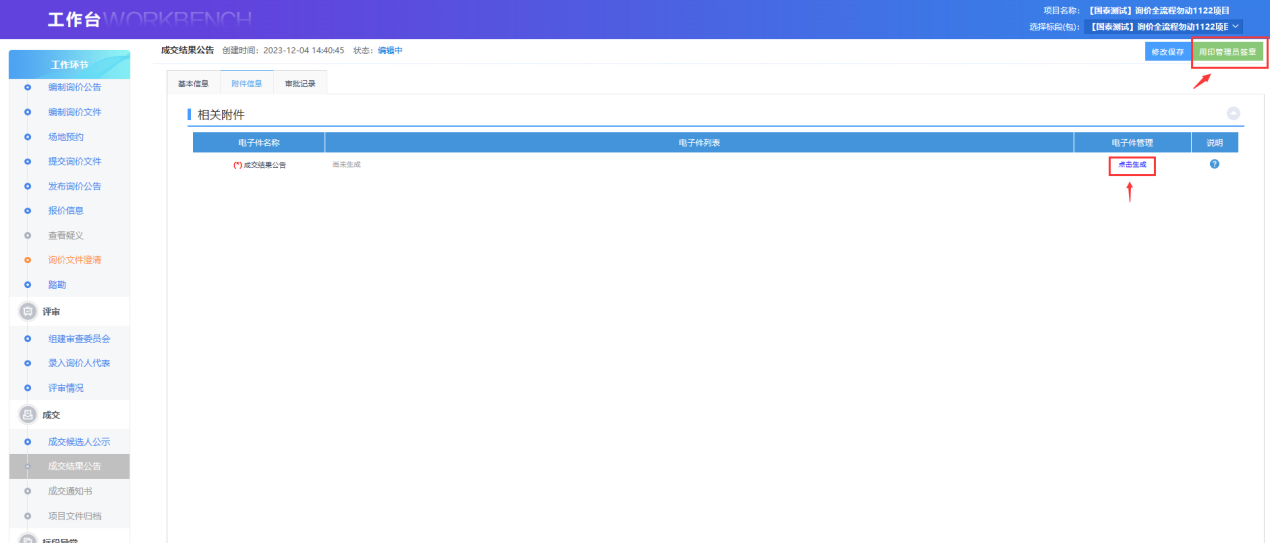 工作台WORKBENCH
项目名称: 【国泰测试】询价全流程勿动1122项目
选择标段(包): 【国泰测试】询价全流程勿动1122项E
成交结果公告 创建时间: 2023-12-04 14:40:45 状态: 编辑中
修改保存 用印管理员签章
工作环节
编制询价公告
编制询价文件
场地预约
提交询价文件
发布询价公告
报价信息
查看疑义
询价文件澄清
踏勘
评审
组建审查委员会
录入询价人代表
评审情况
成交
成交候选人公示
成交结果公告
成交通知书
项目文件归档
标段异常
基本信息 附件信息 审批记录
相关附件
电子件名称 电子件列表 电子件管理 说明
(*)成交结果公告 尚未生成 点击生成 ?